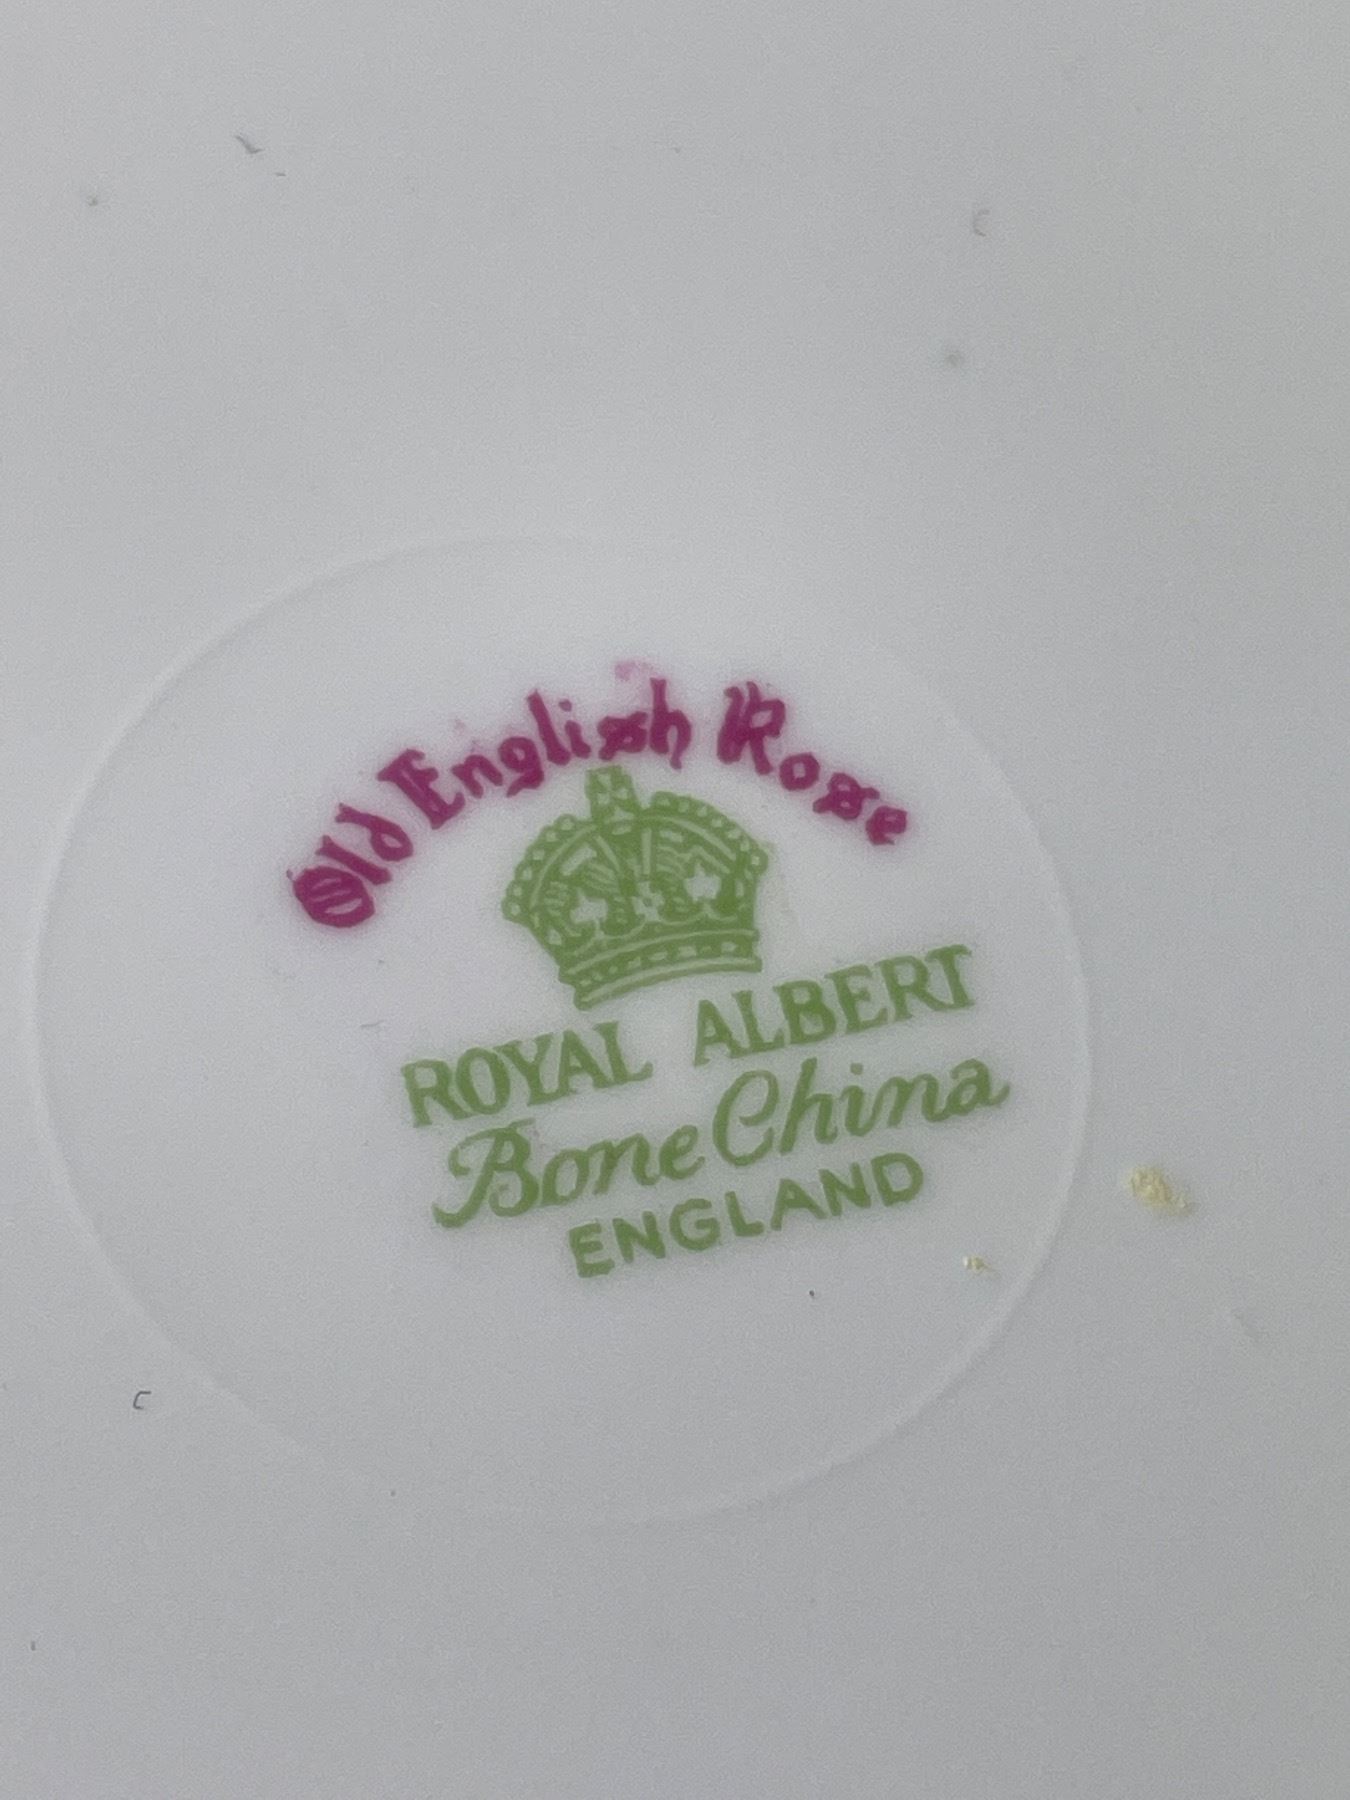 Old English Rose
ROYAL ALBERT
Bone China
ENGLAND